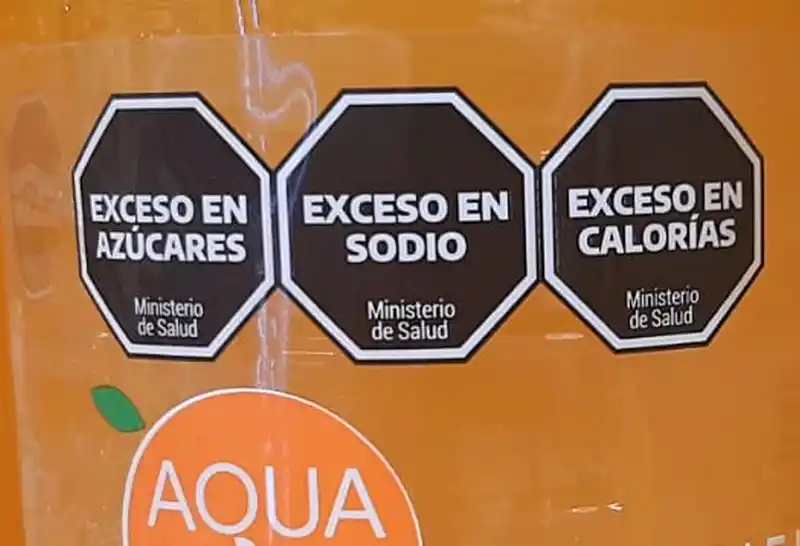 EXCESO EN
AZÚCARES
Ministerio
de Salud
EXCESO EN
SODIO
Ministerio
de Salud
EXCESO EN
CALORÍAS
Ministerio
de Salud
AQUA